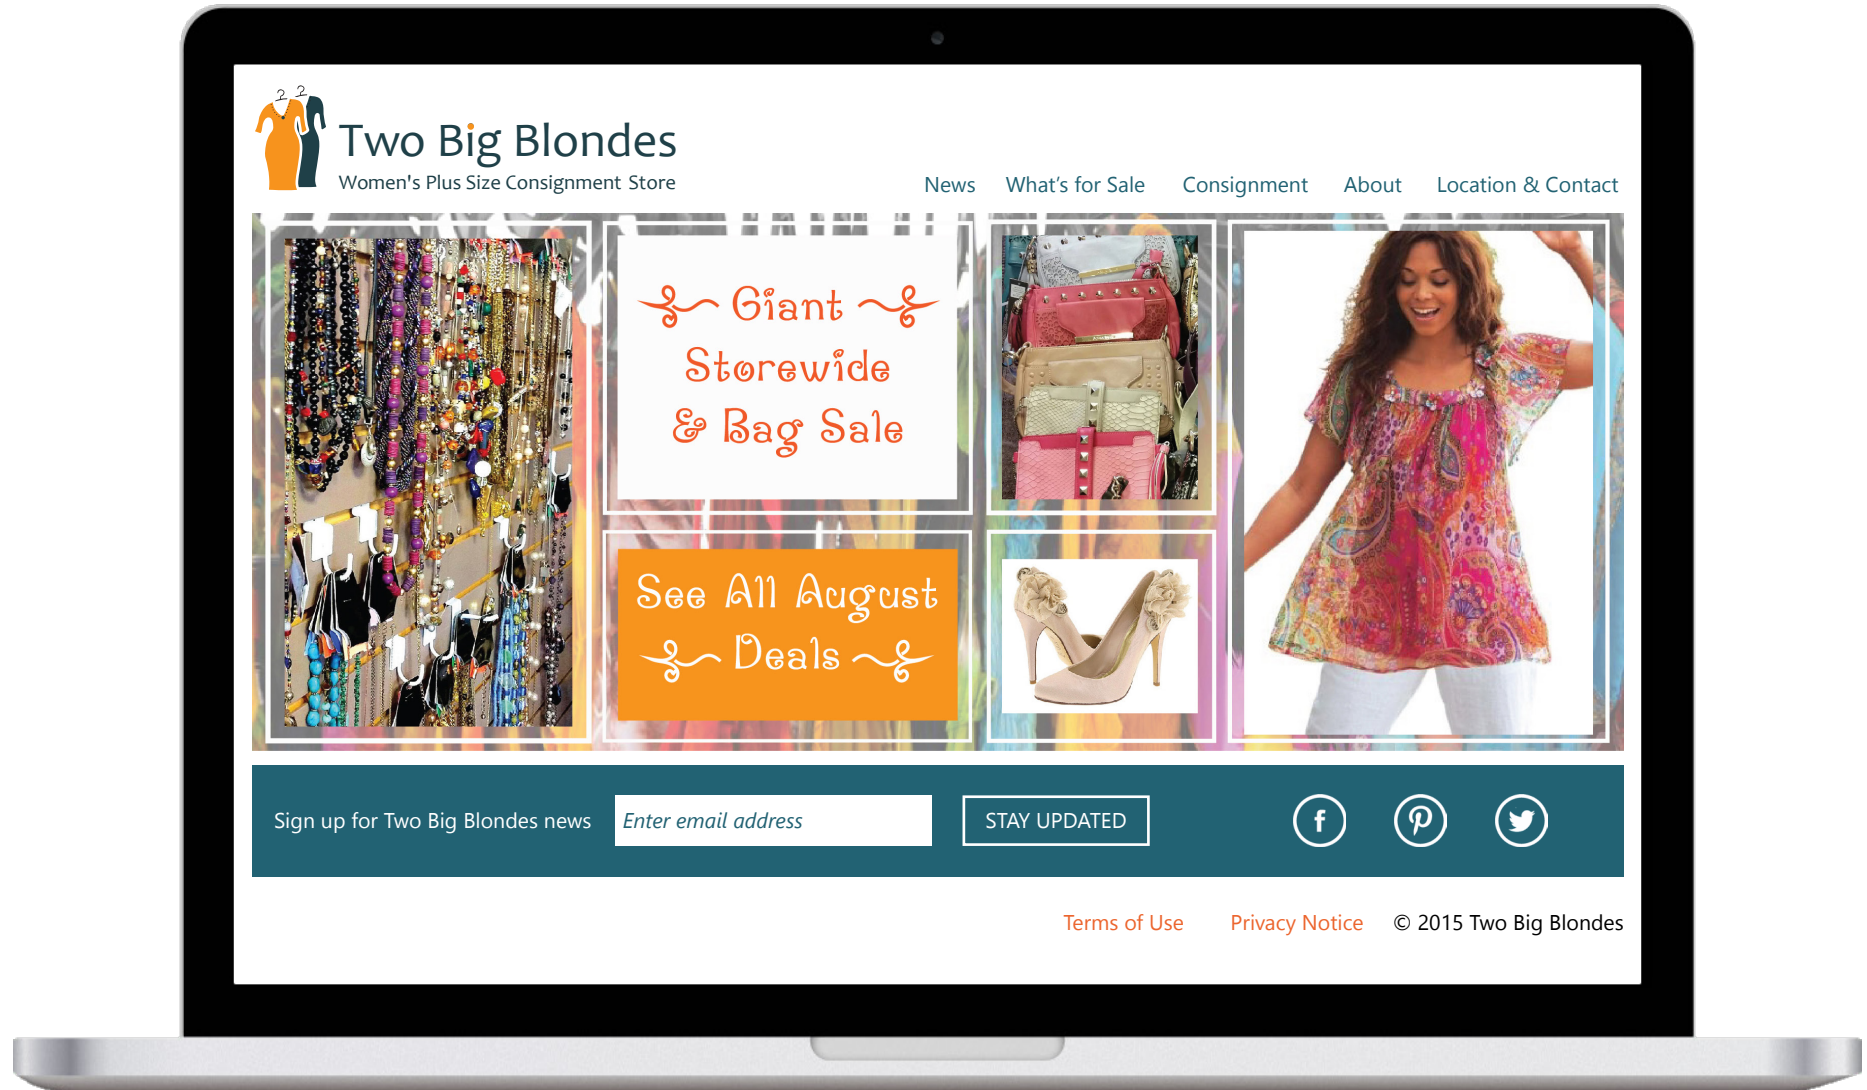 Two Big Blondes
Women's Plus Size Consignment Store
News What's for Sale Consignment About Location & Contact
Giant
Storewide
& Bag Sale
See All August
Deals
Sign up for Two Big Blondes news
Enter email address
STAY UPDATED
Terms of Use Privacy Notice © 2015 Two Big Blondes